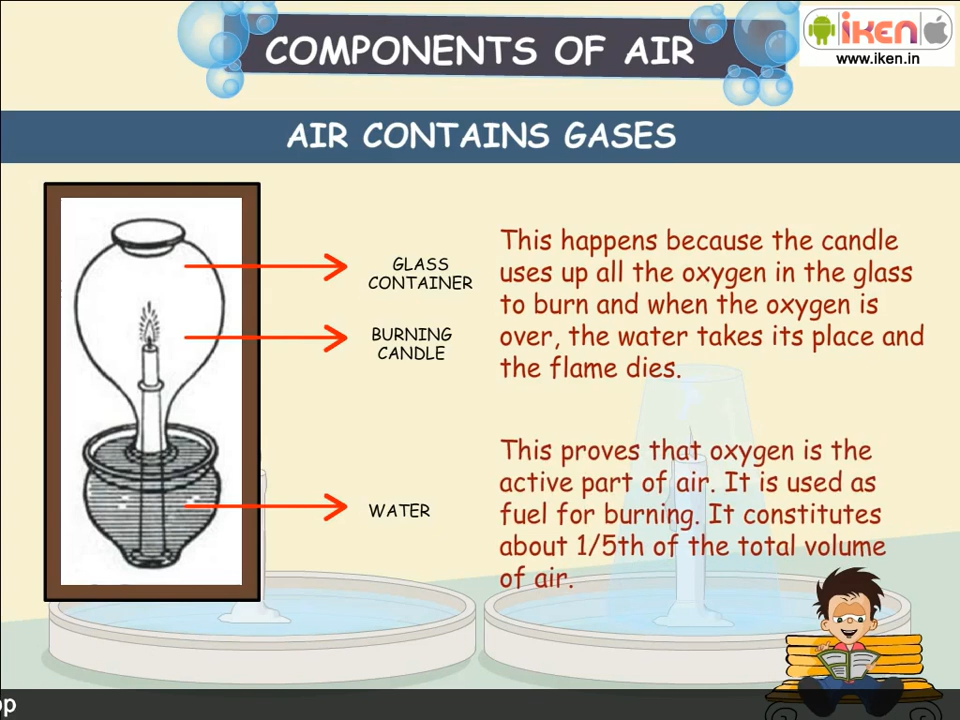 COMPONENTS OF AIR
iKEN
www.iken.in
AIR CONTAINS GASES
GLASS
CONTAINER
BURNING
CANDLE
WATER
This happens because the candle
uses up all the oxygen in the glass
to burn and when the oxygen is
over, the water takes its place and
the flame dies.
This proves that oxygen is the
active part of air. It is used as
fuel for burning. It constitutes
about 1/5th of the total volume
of air.
op